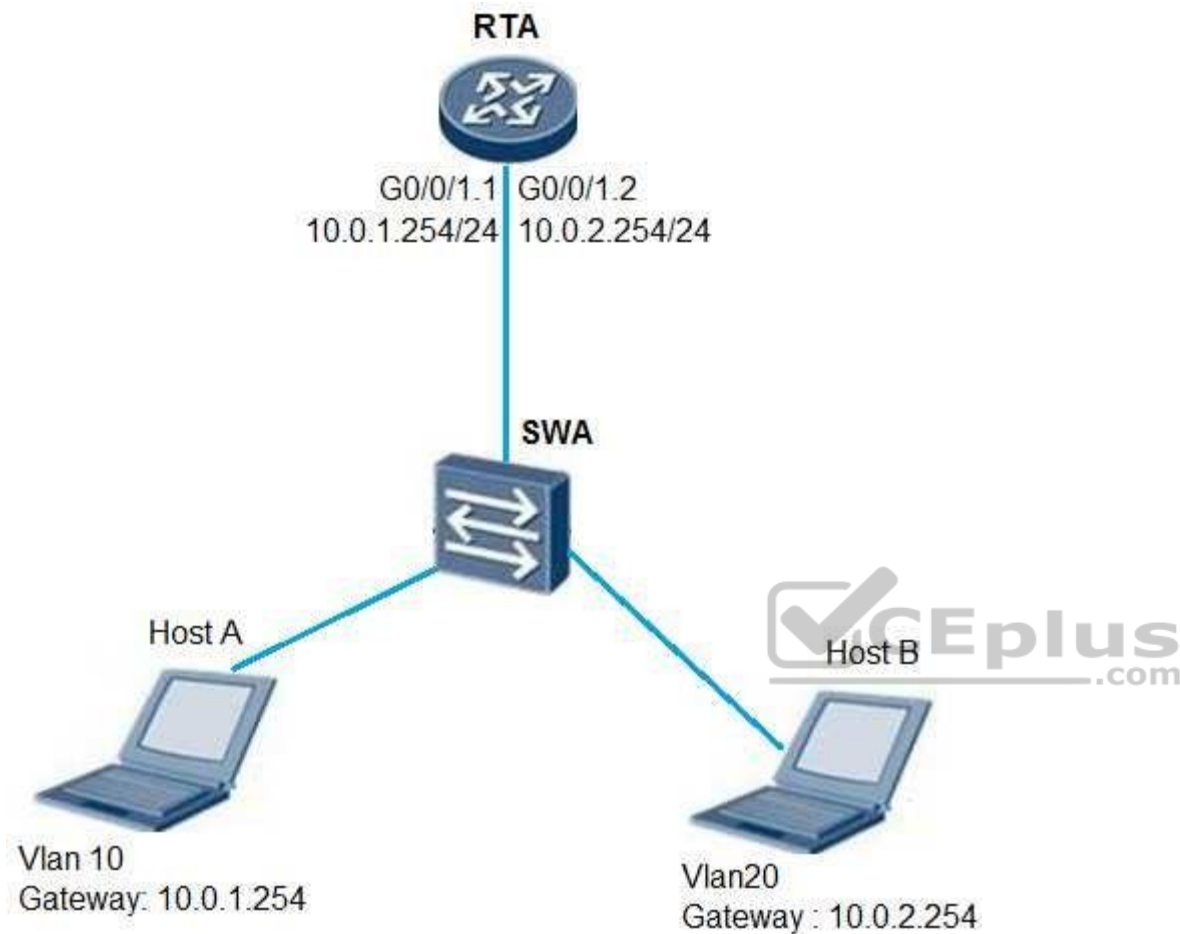 RTA
G0/0/1.1 G0/0/1.2
10.0.1.254/24 10.0.2.254/24
SWA
Host A
Host B
CEplus
.com
Vlan 10
Gateway: 10.0.1.254
Vlan20
Gateway : 10.0.2.254